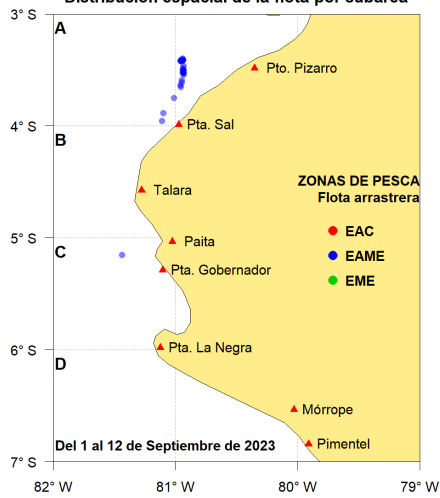 Distribución espacial de la flota por subárea
3° S
A
Pto. Pizarro
4° S
Pta. Sal
B
ZONAS DE PESCA
Talara
Flota arrastrera
EAC
5° S
Paita
C
EAME
Pta. Gobernador
EME
6° S
Pta. La Negra
D
Mórrope
Del 1 al 12 de Septiembre de 2023
Pimentel
7° S
82° W
81° W
80° W
79° W